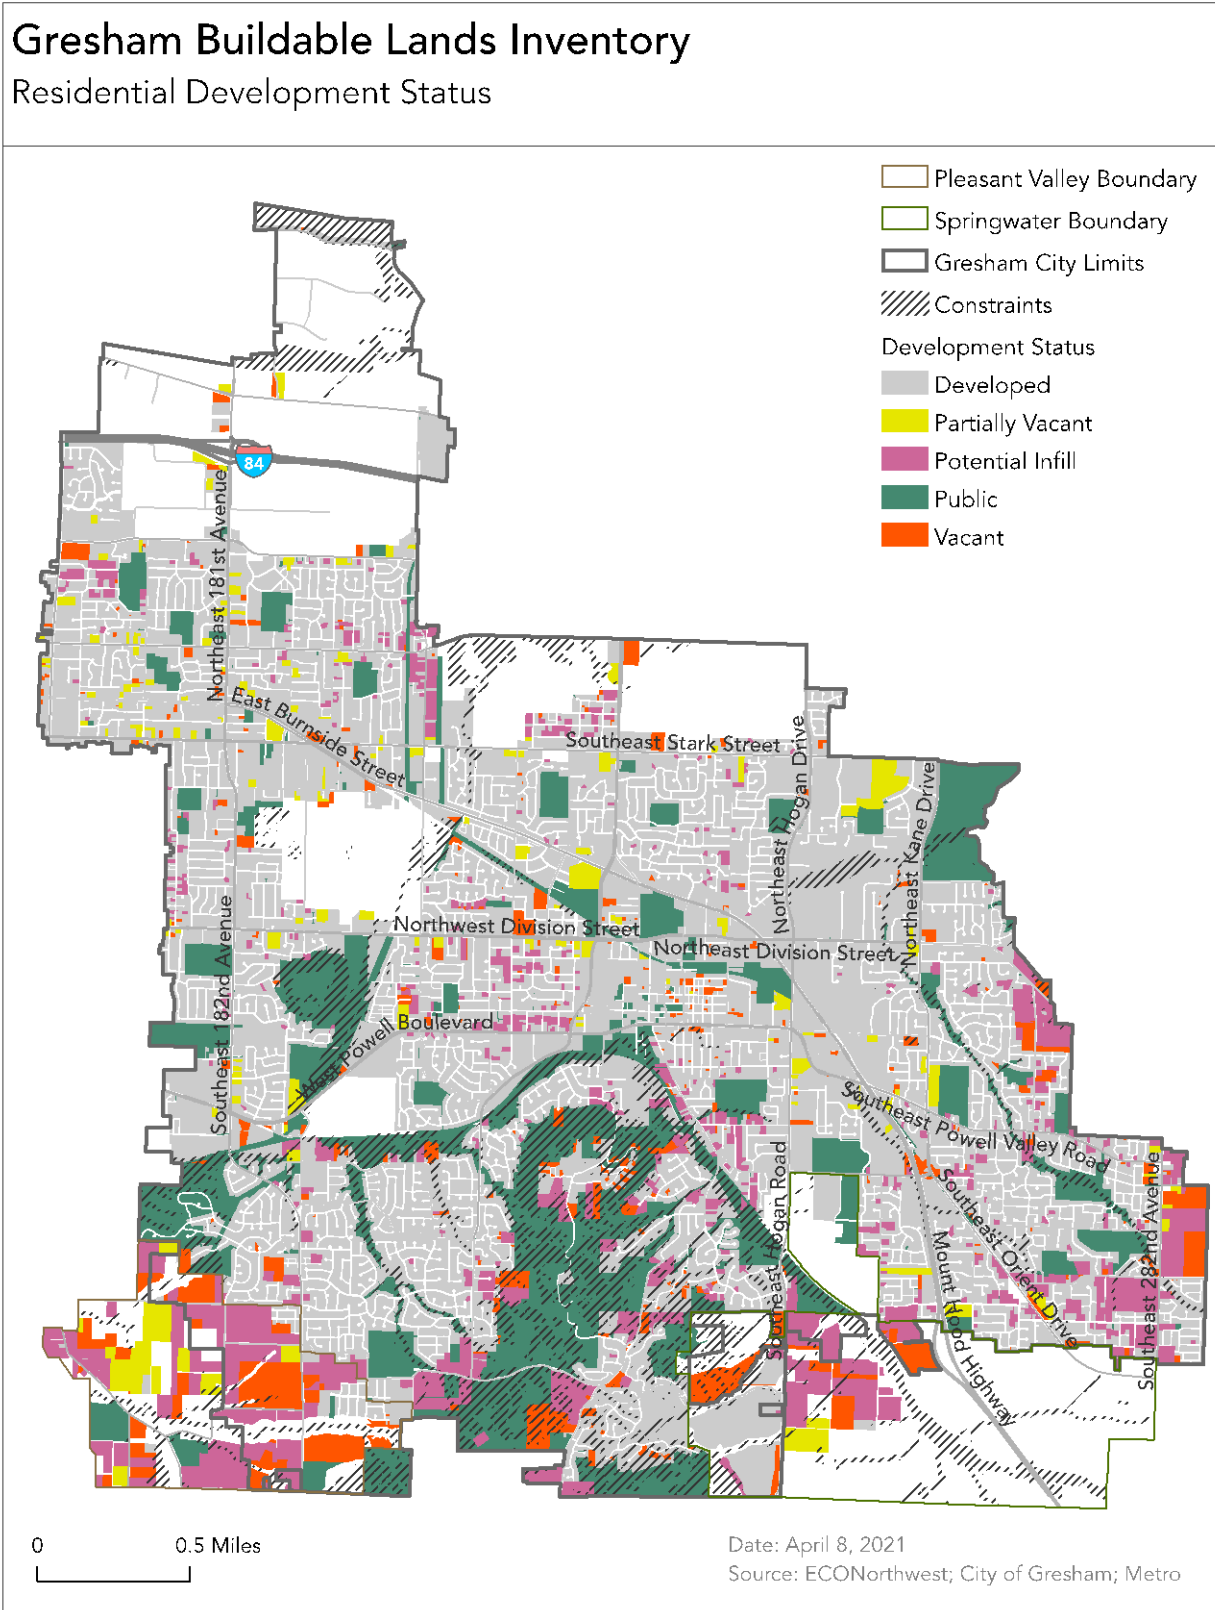 Gresham Buildable Lands Inventory
Residential Development Status
Pleasant Valley Boundary
Springwater Boundary
Gresham City Limits
Constraints
Development Status
Developed
Partially Vacant
Potential Infill
Public
Vacant
84
Northeast 181st Avenue
East Burnside Street
Southeast Stark Street
Northeast Hogan Drive
Northeast Kane Drive
Northwest Division Street
Northeast Division Street
Southeast 182nd Avenue
West Powell Boulevard
Southeast Powell Valley Road
Southeast Hogan Road
Southeast Orient Drive
Mount Hood Highway
Southeast 282nd Avenue
0 0.5 Miles
Date: April 8, 2021
Source: ECONorthwest; City of Gresham; Metro